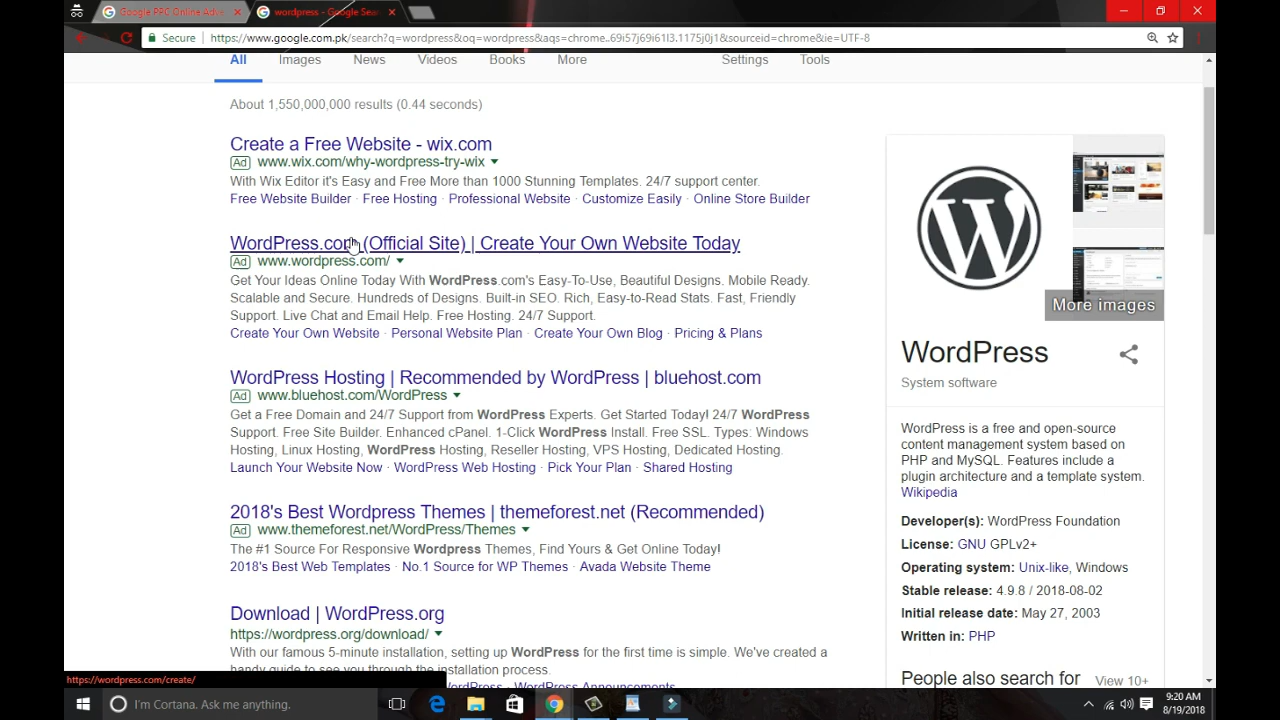 Google PPC Online Adve
wordpress - Google Sea
Secure https://www.google.com.pk/search?q=wordpress&oq=wordpress&aqs=chrome..69i57j69i61l3.1175j0j1&sourceid=chrome&ie=UTF-8
All Images News Videos Books More Settings Tools
About 1,550,000,000 results (0.44 seconds)
Create a Free Website - wix.com
Ad www.wix.com/why-wordpress-try-wix
With Wix Editor it's Easy and Free More than 1000 Stunning Templates. 24/7 support center.
Free Website Builder · Free Hosting · Professional Website · Customize Easily · Online Store Builder
WordPress.com (Official Site) | Create Your Own Website Today
Ad www.wordpress.com/
Get Your Ideas Online Today With WordPress.com's Easy-To-Use, Beautiful Designs. Mobile Ready.
Scalable and Secure. Hundreds of Designs. Built-in SEO. Rich, Easy-to-Read Stats. Fast, Friendly
Support. Live Chat and Email Help. Free Hosting. 24/7 Support.
Create Your Own Website · Personal Website Plan · Create Your Own Blog · Pricing & Plans
WordPress Hosting | Recommended by WordPress | bluehost.com
Ad www.bluehost.com/WordPress
Get a Free Domain and 24/7 Support from WordPress Experts. Get Started Today! 24/7 WordPress
Support. Free Site Builder. Enhanced cPanel. 1-Click WordPress Install. Free SSL. Types: Windows
Hosting, Linux Hosting, WordPress Hosting, Reseller Hosting, VPS Hosting, Dedicated Hosting.
Launch Your Website Now · WordPress Web Hosting · Pick Your Plan · Shared Hosting
2018's Best Wordpress Themes | themeforest.net (Recommended)
Ad www.themeforest.net/WordPress/Themes
The #1 Source For Responsive Wordpress Themes, Find Yours & Get Online Today!
2018's Best Web Templates · No.1 Source for WP Themes · Avada Website Theme
Download | WordPress.org
https://wordpress.org/download/
With our famous 5-minute installation, setting up WordPress for the first time is simple. We've created a
handy guide to see you through the installation process.
WordPress - WordPress Announcements
More images
WordPress
System software
WordPress is a free and open-source
content management system based on
PHP and MySQL. Features include a
plugin architecture and a template system.
Wikipedia
Developer(s): WordPress Foundation
License: GNU GPLv2+
Operating system: Unix-like, Windows
Stable release: 4.9.8 / 2018-08-02
Initial release date: May 27, 2003
Written in: PHP
People also search for View 10+
https://wordpress.com/create/
I'm Cortana. Ask me anything.
9:20 AM
8/19/2018